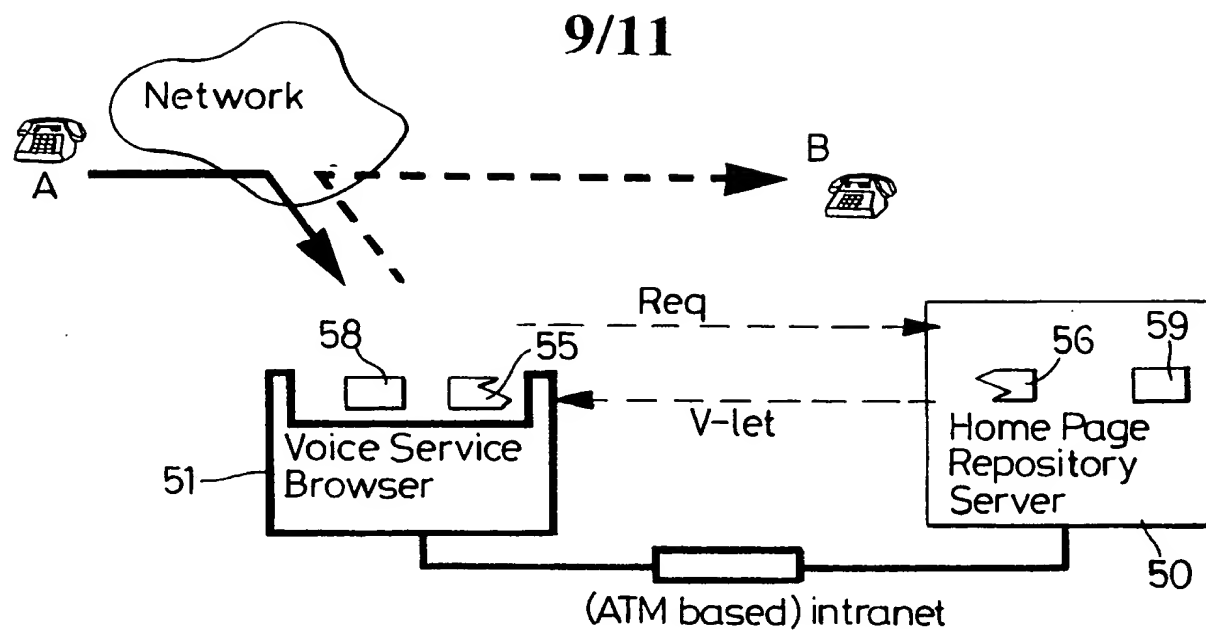 9/11
Network
A
B
Req
58
55
56
59
V-let
Voice Service
Browser
51
Home Page
Repository
Server
50
(ATM based) intranet